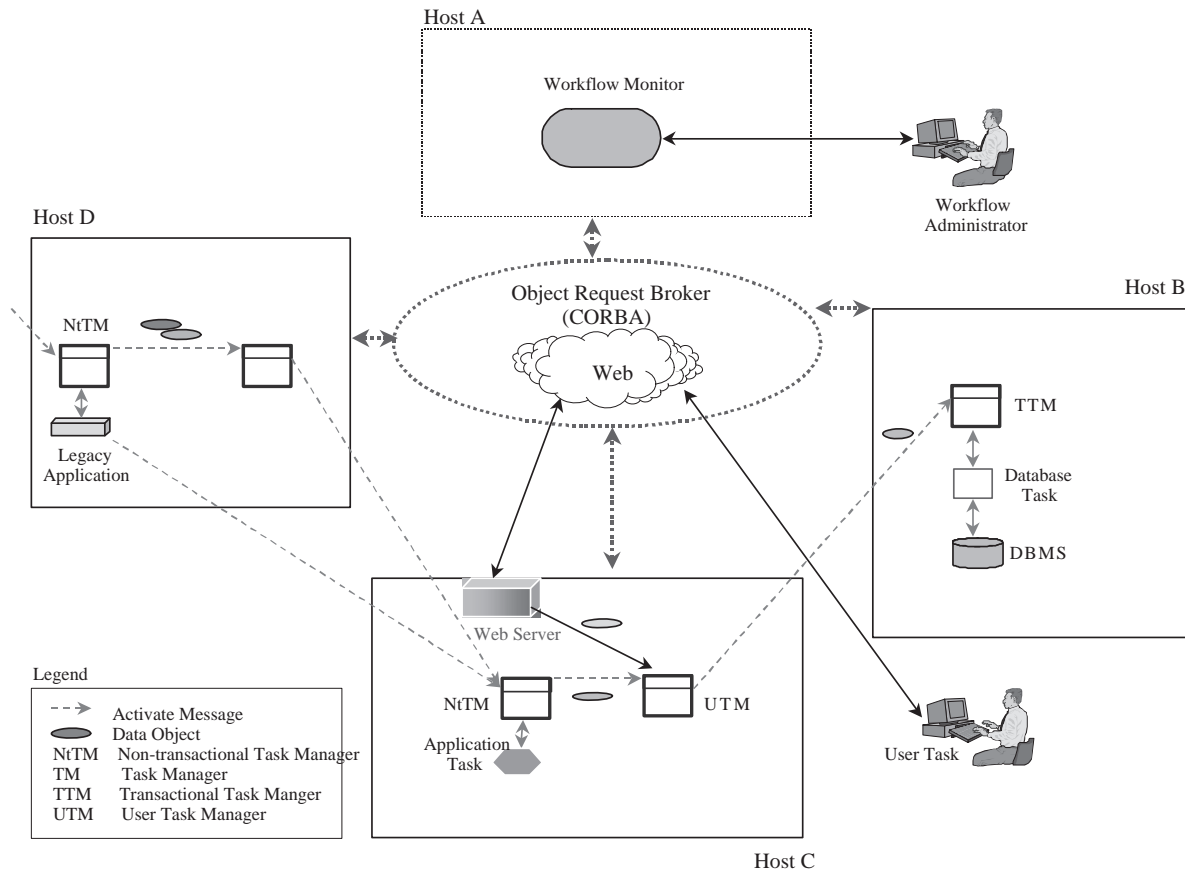 Host A
Workflow Monitor
Workflow
Administrator
Host D
Object Request Broker
(CORBA)
Host B
NtTM
Web
TTM
Legacy
Application
Database
Task
DBMS
Web Server
NtTM
UTM
Application
Task
User Task
Host C
Legend
Activate Message
Data Object
NtTM Non-transactional Task Manager
TM Task Manager
TTM Transactional Task Manger
UTM User Task Manager